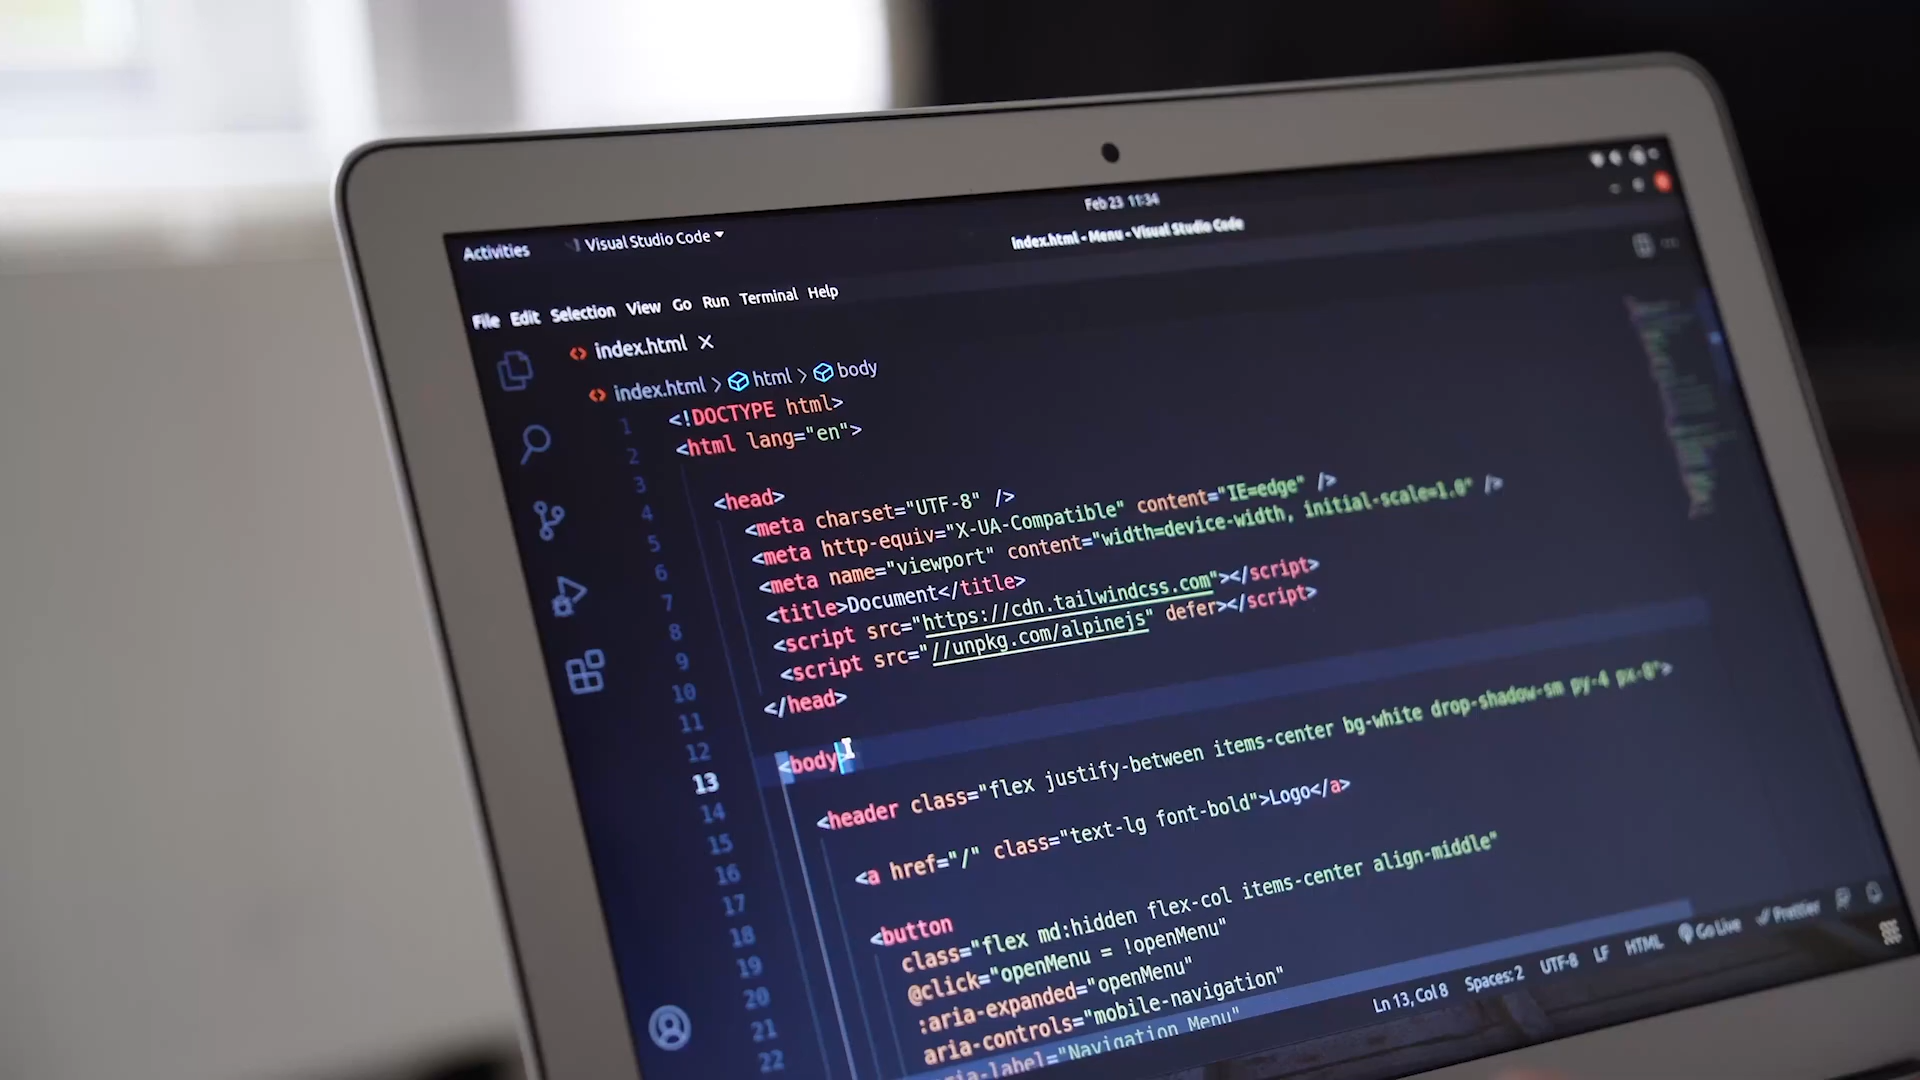 Feb 23 11:34
Activities Visual Studio Code
index.html - Menu - Visual Studio Code
File Edit Selection View Go Run Terminal Help
index.html
index.html > html > body
1 <!DOCTYPE html>
2 <html lang="en">
3
4 <head>
5 <meta charset="UTF-8" />
6 <meta http-equiv="X-UA-Compatible" content="IE=edge" />
7 <meta name="viewport" content="width=device-width, initial-scale=1.0" />
8 <title>Document</title>
9 <script src="https://cdn.tailwindcss.com"></script>
10 <script src="//unpkg.com/alpinejs" defer></script>
11 </head>
12
13 <body>
14 <header class="flex justify-between items-center bg-white drop-shadow-sm py-4 px-8">
15
16 <a href="/" class="text-lg font-bold">Logo</a>
17
18 <button
19 class="flex md:hidden flex-col items-center align-middle"
20 @click="openMenu = !openMenu"
21 :aria-expanded="openMenu"
22 aria-controls="mobile-navigation"
aria-label="Navigation Menu"
Ln 13, Col 8 Spaces: 2 UTF-8 LF HTML Go Live Prettier